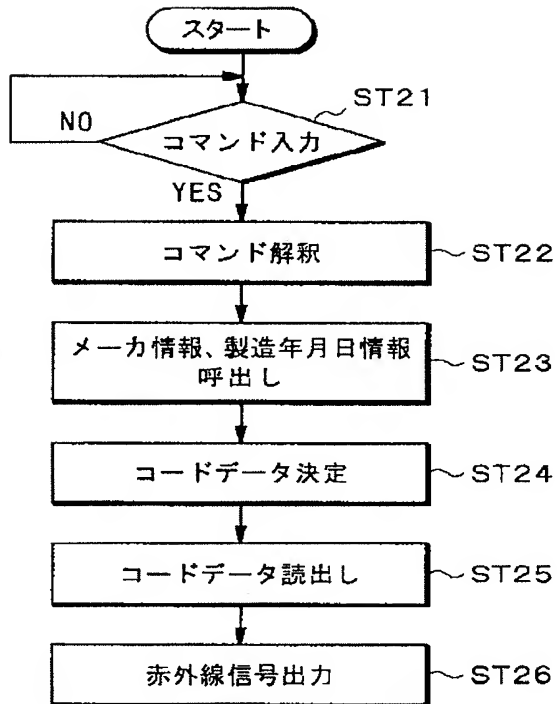 スタート
ST21
NO
コマンド入力
YES
コマンド解釈
ST22
メーカ情報、製造年月日情報
呼出し
ST23
コードデータ決定
ST24
コードデータ読出し
ST25
赤外線信号出力
ST26